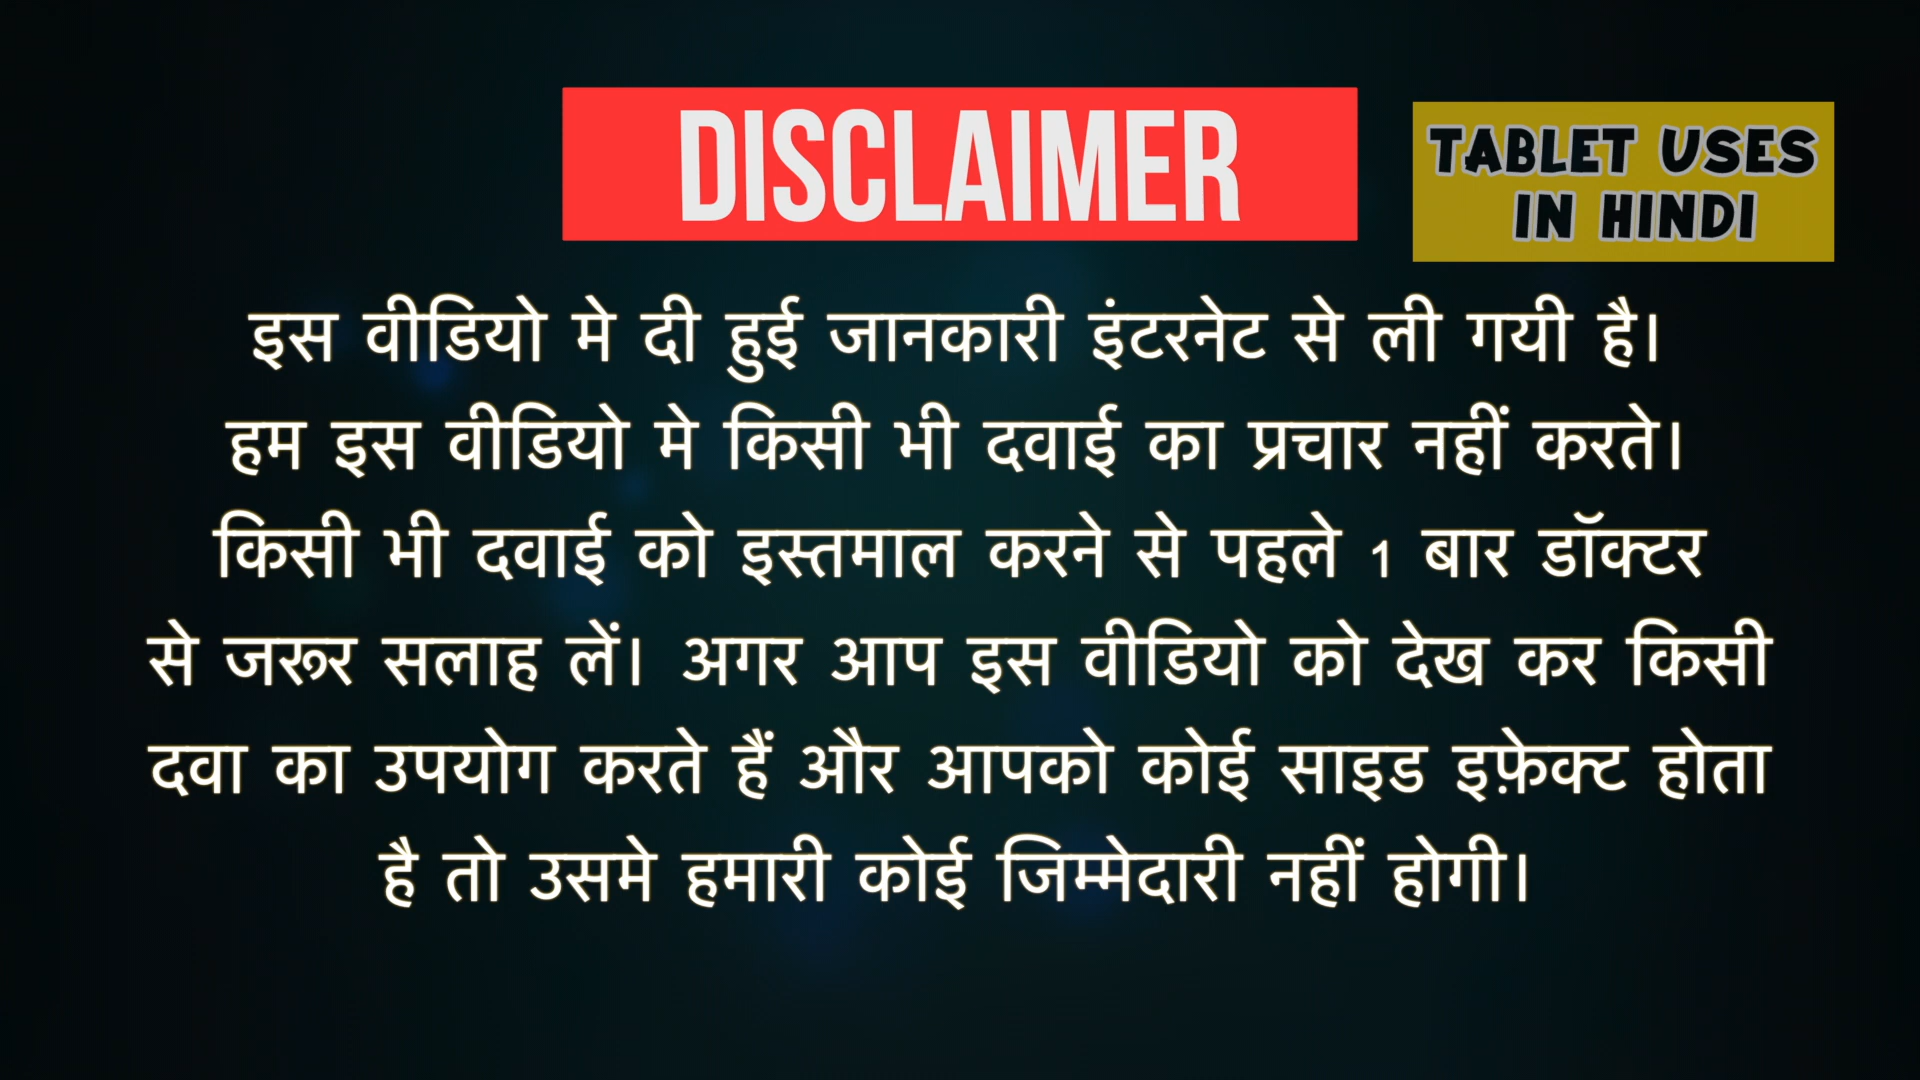 DISCLAIMER
TABLET USES
IN HINDI
इस वीडियो मे दी हुई जानकारी इंटरनेट से ली गयी है।
हम इस वीडियो मे किसी भी दवाई का प्रचार नहीं करते।
किसी भी दवाई को इस्तमाल करने से पहले 1 बार डॉक्टर
से जरूर सलाह लें। अगर आप इस वीडियो को देख कर किसी
दवा का उपयोग करते हैं और आपको कोई साइड इफ़ेक्ट होता
है तो उसमे हमारी कोई जिम्मेदारी नहीं होगी।